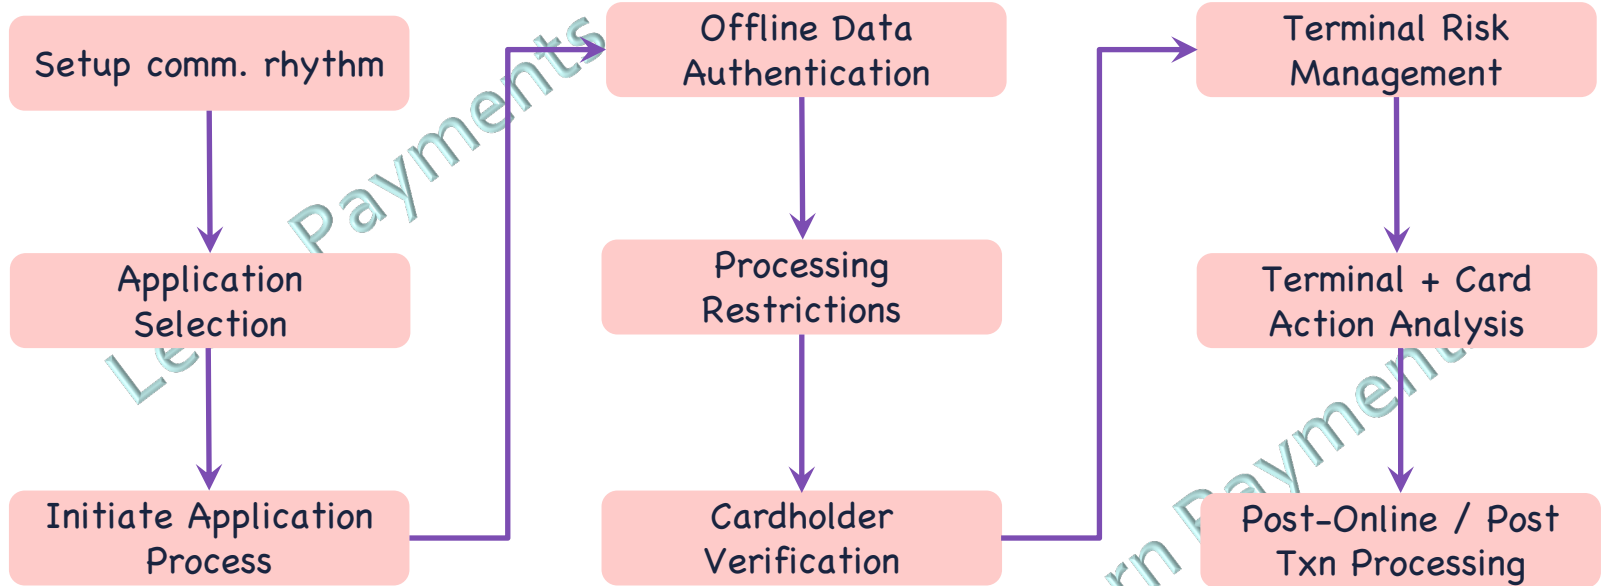 Setup comm. rhythm
Application
Selection
Initiate Application
Process
Offline Data
Authentication
Processing
Restrictions
Cardholder
Verification
Terminal Risk
Management
Terminal + Card
Action Analysis
Post-Online / Post
Txn Processing
Payments